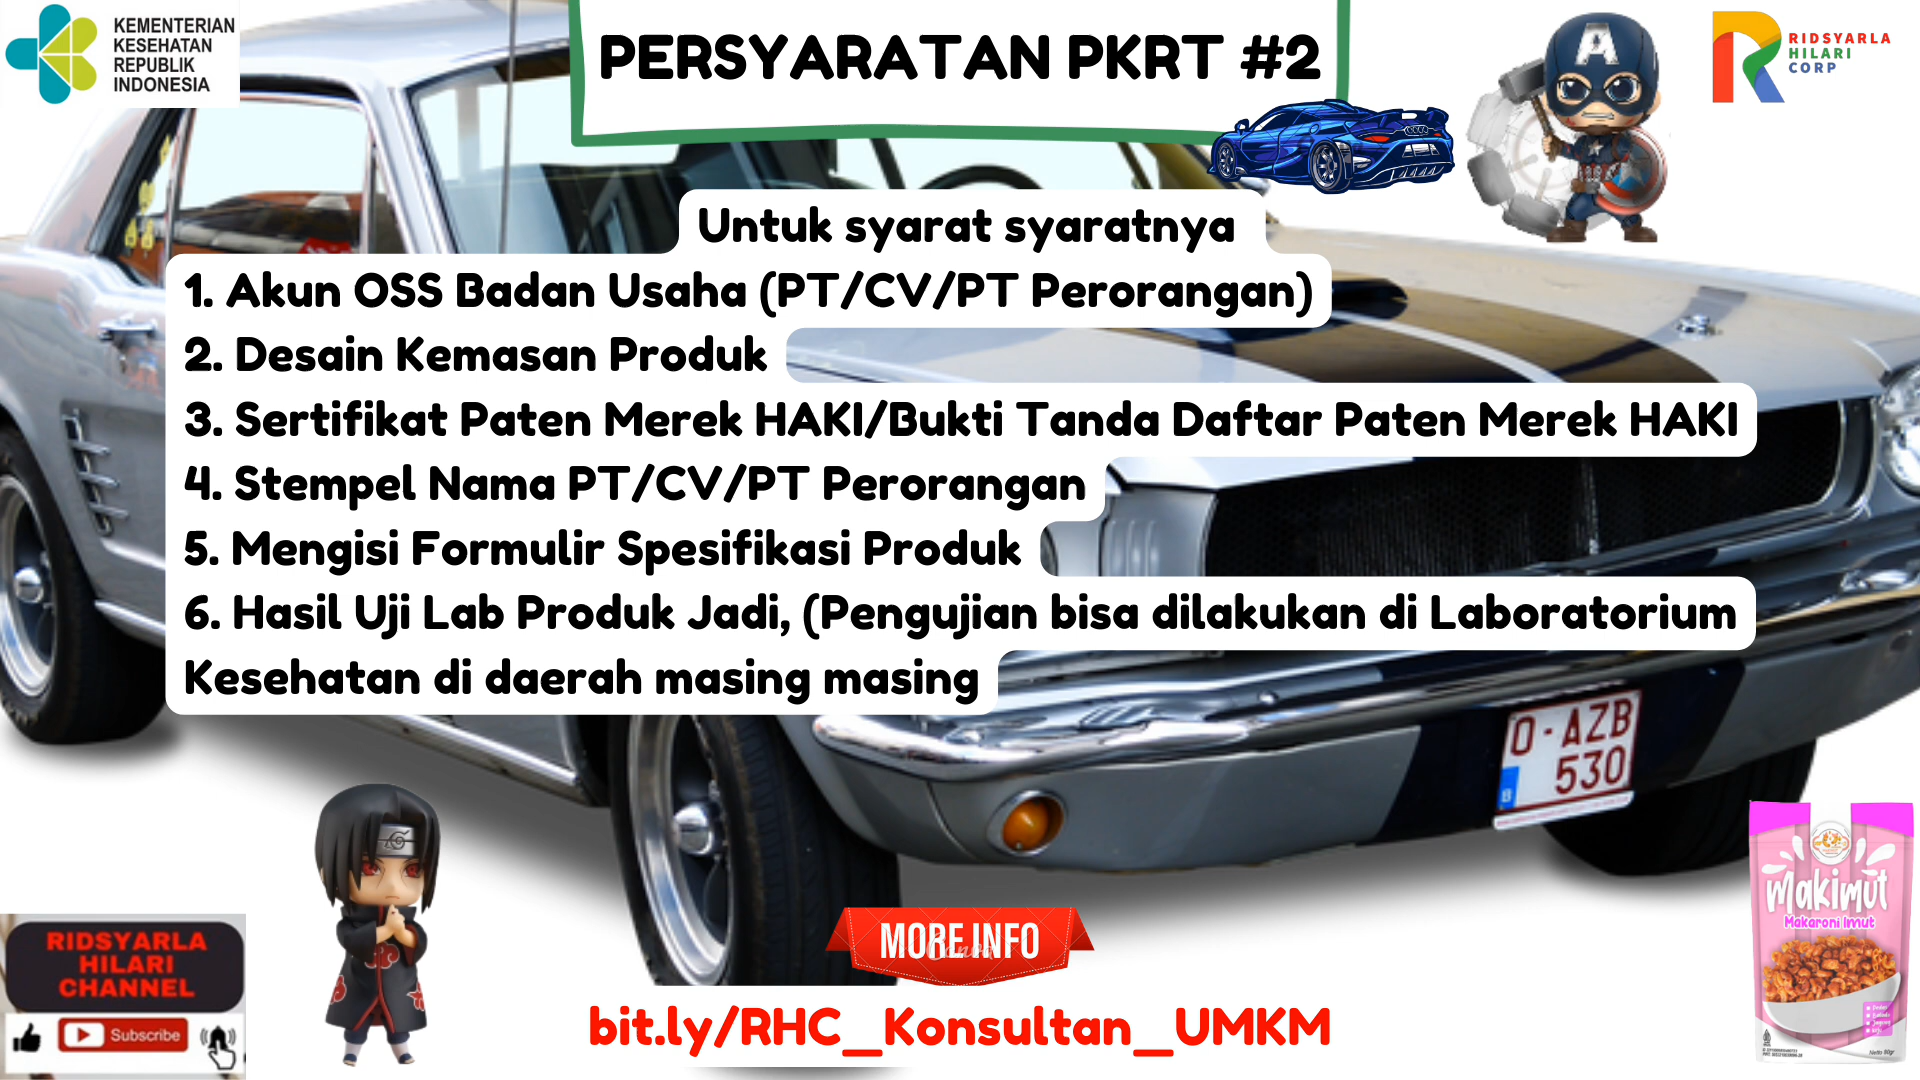 KEMENTERIAN
KESEHATAN
REPUBLIK
INDONESIA
PERSYARATAN PKRT #2
A
RIDSYARLA
HILARI
CORP
Untuk syarat syaratnya
1. Akun OSS Badan Usaha (PT/CV/PT Perorangan)
2. Desain Kemasan Produk
3. Sertifikat Paten Merek HAKI/Bukti Tanda Daftar Paten Merek HAKI
4. Stempel Nama PT/CV/PT Perorangan
5. Mengisi Formulir Spesifikasi Produk
6. Hasil Uji Lab Produk Jadi, (Pengujian bisa dilakukan di Laboratorium
Kesehatan di daerah masing masing
O-AZB
530
B
RIDSYARLA
HILARI
CHANNEL
Subscribe
MORE INFO
Canva
bit.ly/RHC_Konsultan_UMKM
makimut
Makaroni Imut
Netto 90gr